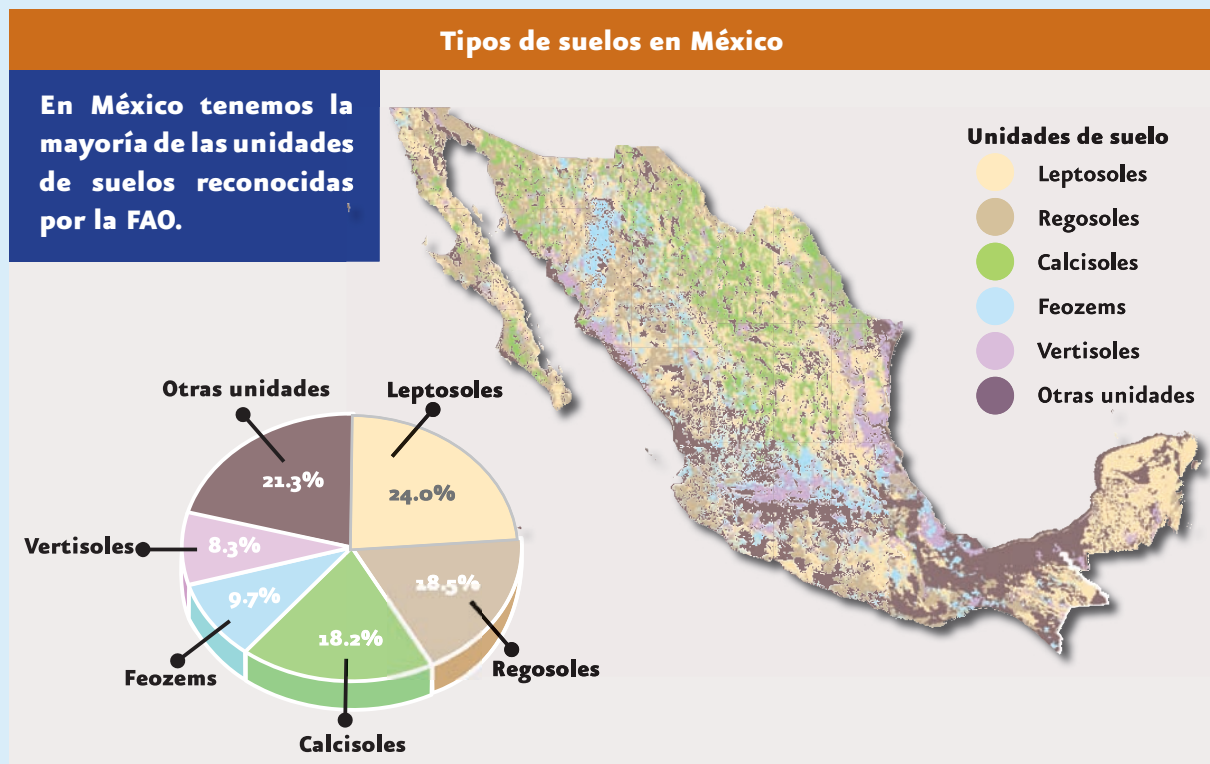 Tipos de suelos en México
En México tenemos la
mayoría de las unidades
de suelos reconocidas
por la FAO.
Unidades de suelo
Leptosoles
Regosoles
Calcisoles
Feozems
Vertisoles
Otras unidades
Otras unidades
Leptosoles
21.3%
24.0%
Vertisoles
8.3%
18.5%
9.7%
18.2%
Feozems
Regosoles
Calcisoles